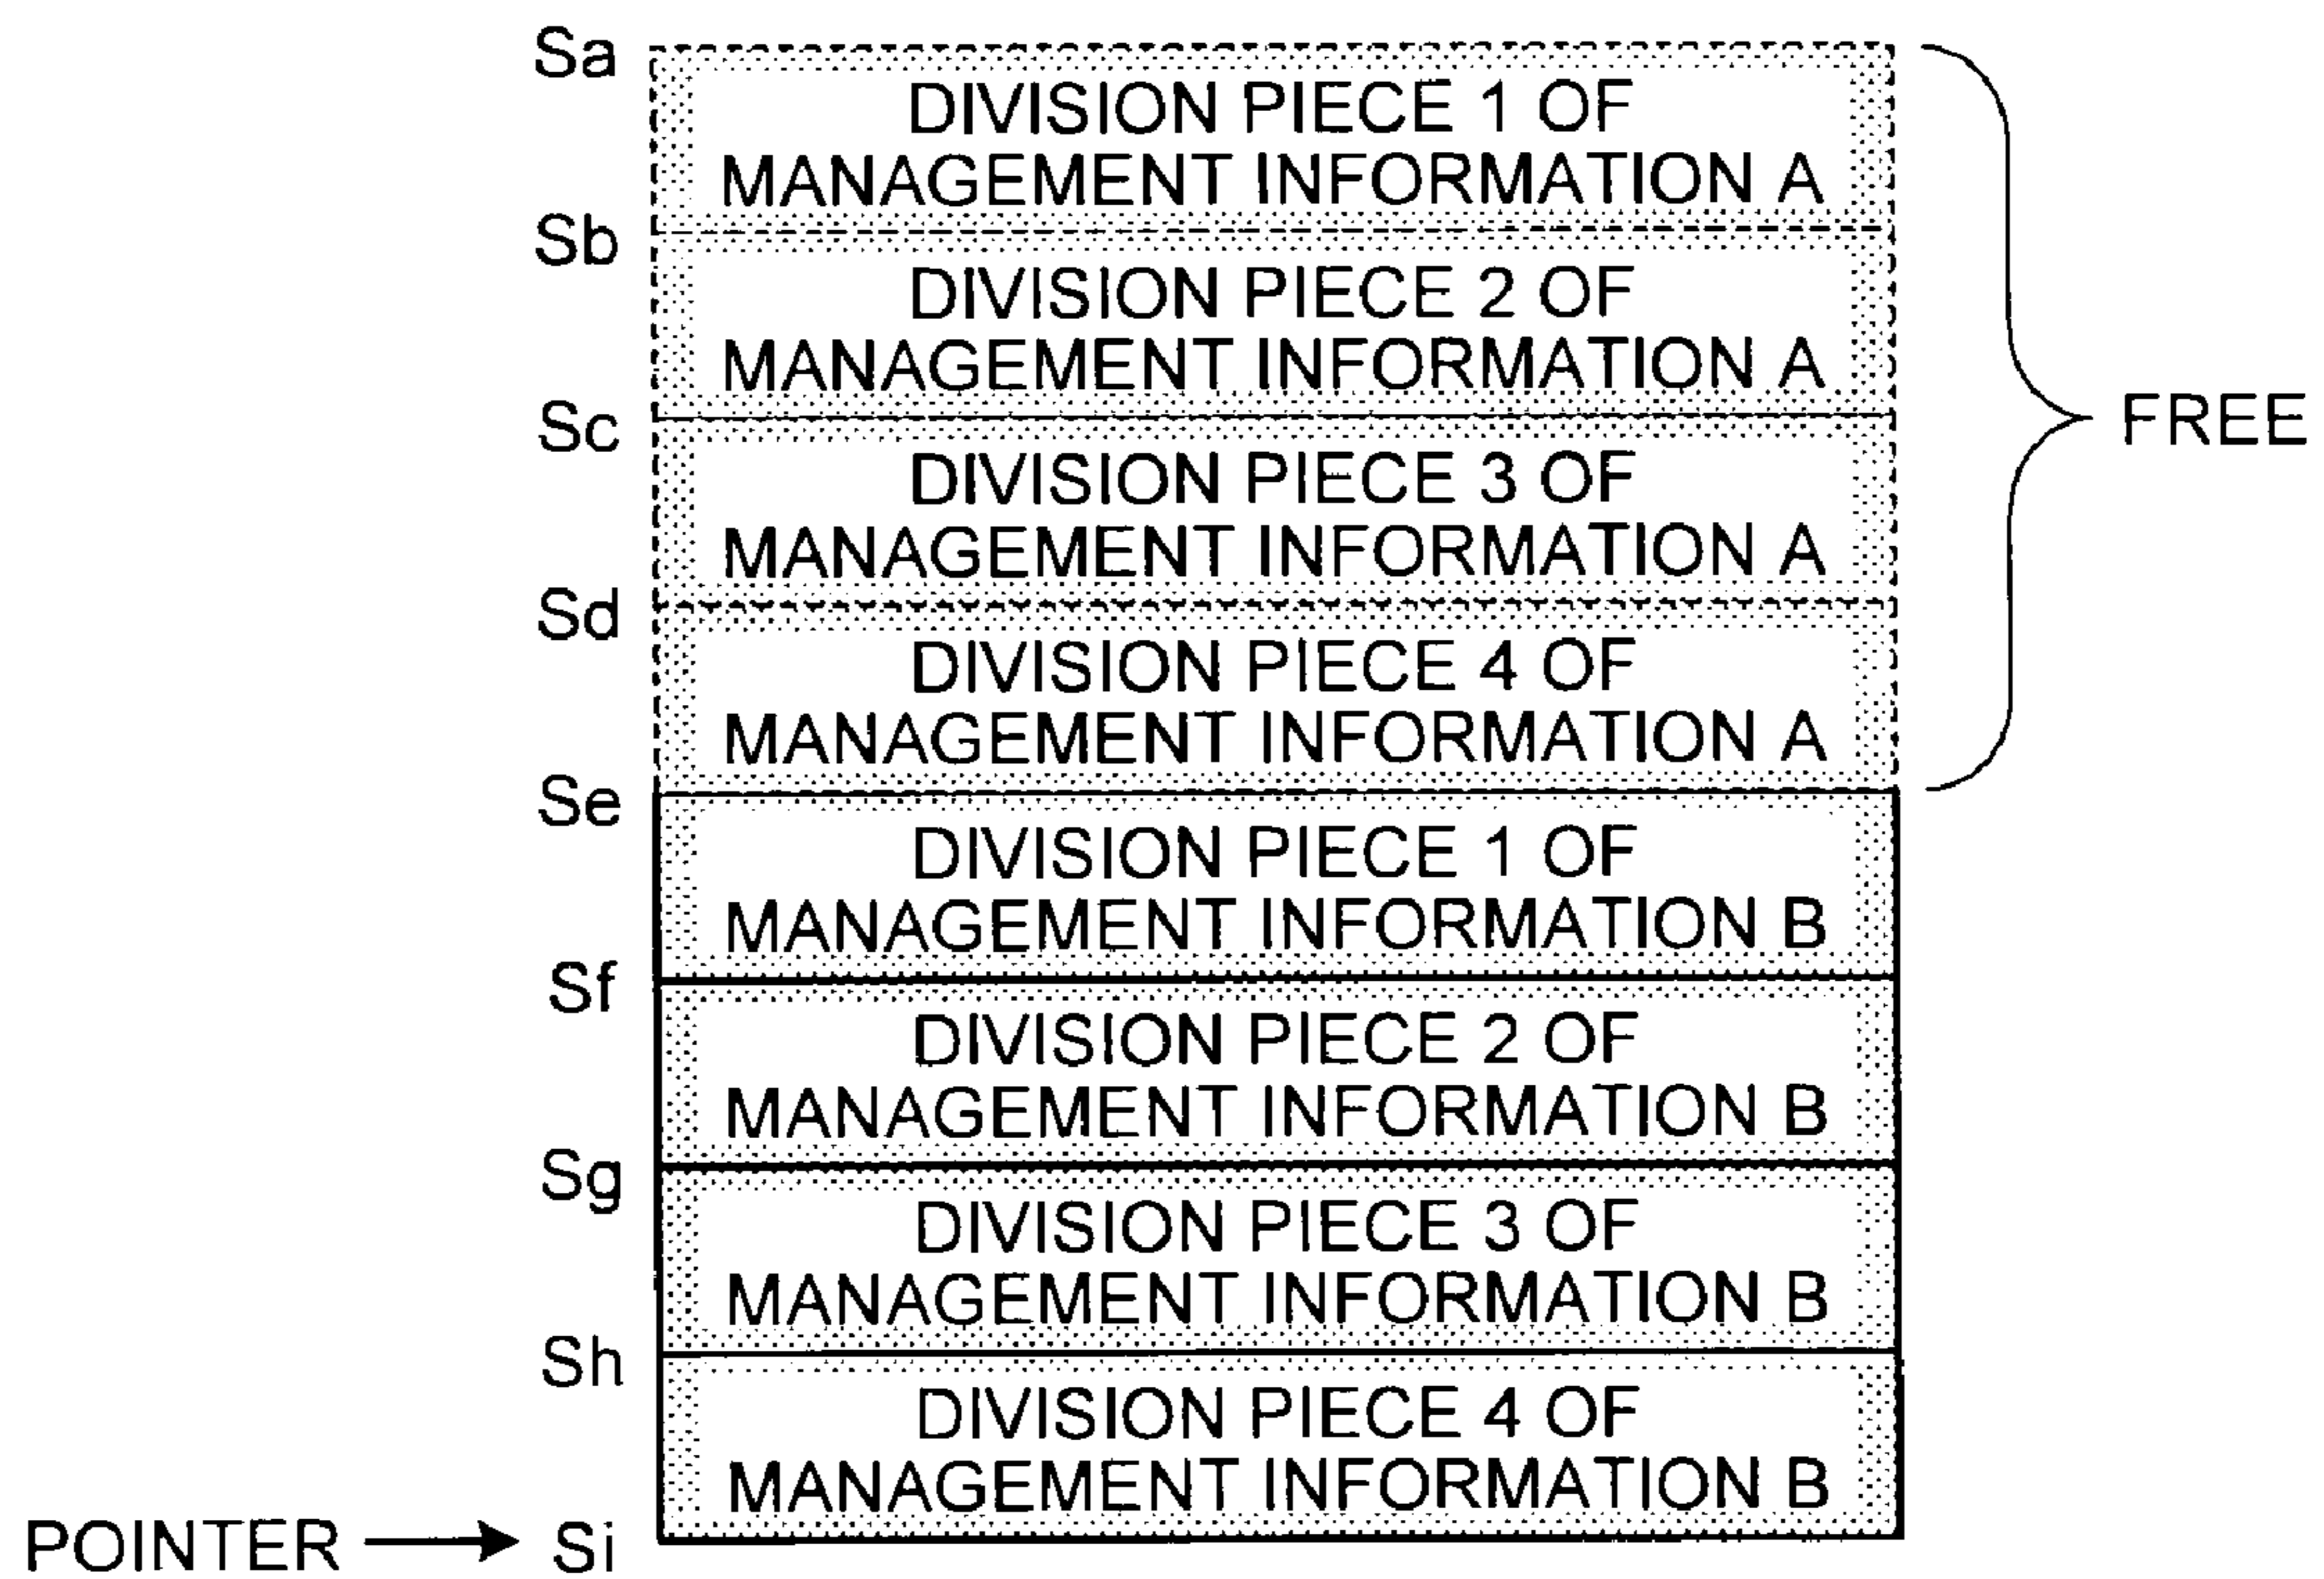 Sa
DIVISION PIECE 1 OF
MANAGEMENT INFORMATION A
Sb
DIVISION PIECE 2 OF
MANAGEMENT INFORMATION A
FREE
Sc
DIVISION PIECE 3 OF
MANAGEMENT INFORMATION A
Sd
DIVISION PIECE 4 OF
MANAGEMENT INFORMATION A
Se
DIVISION PIECE 1 OF
MANAGEMENT INFORMATION B
Sf
DIVISION PIECE 2 OF
MANAGEMENT INFORMATION B
Sg
DIVISION PIECE 3 OF
MANAGEMENT INFORMATION B
Sh
DIVISION PIECE 4 OF
MANAGEMENT INFORMATION B
POINTER Si